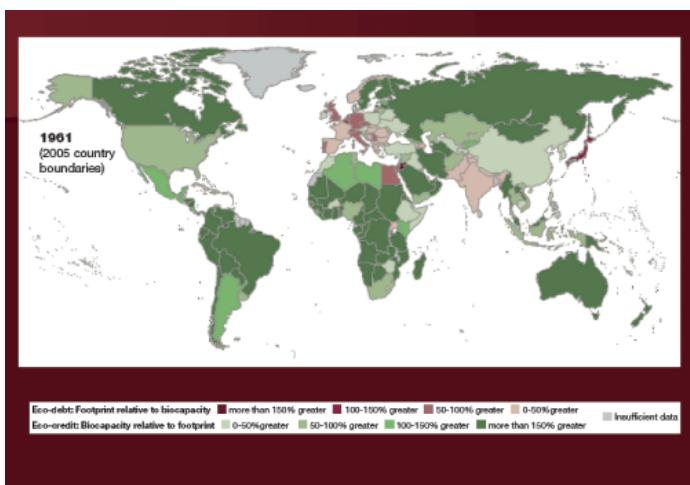 1961
(2005 country
boundaries)
Eco-debt: Footprint relative to biocapacity more than 150% greater 100-150% greater 50-100% greater 0-50%greater
Insufficient data
Eco-credit: Biocapacity relative to footprint 0-50%greater 50-100% greater 100-150% greater more than 150% greater